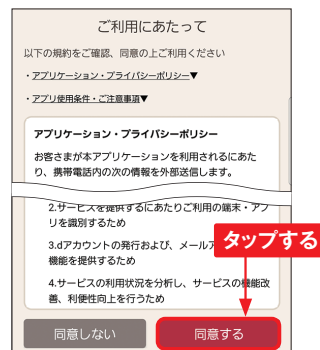 ご利用にあたって
以下の規約をご確認、同意の上ご利用ください
・アプリケーション・プライバシーポリシー▼
・アプリ使用条件・ご注意事項▼
アプリケーション・プライバシーポリシー
お客さまが本アプリケーションを利用されるにあた
り、携帯電話内の次の情報を外部送信します。
2.サービスを提供するにあたりご利用の端末・アプ
リを識別するため
3.dアカウントの発行および、メールア
機能を提供するため
タップする
4.サービスの利用状況を分析し、サービスの機能改
善、利便性向上を行うため
同意しない
同意する